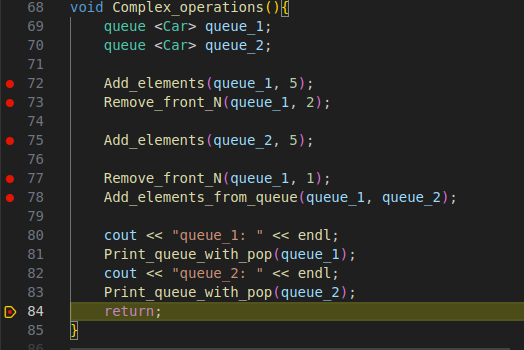 68 void Complex_operations(){
69 queue <Car> queue_1;
70 queue <Car> queue_2;
71
72 Add_elements(queue_1, 5);
73 Remove_front_N(queue_1, 2);
74
75 Add_elements(queue_2, 5);
76
77 Remove_front_N(queue_1, 1);
78 Add_elements_from_queue(queue_1, queue_2);
79
80 cout << "queue_1: " << endl;
81 Print_queue_with_pop(queue_1);
82 cout << "queue_2: " << endl;
83 Print_queue_with_pop(queue_2);
84 return;
85 }
86